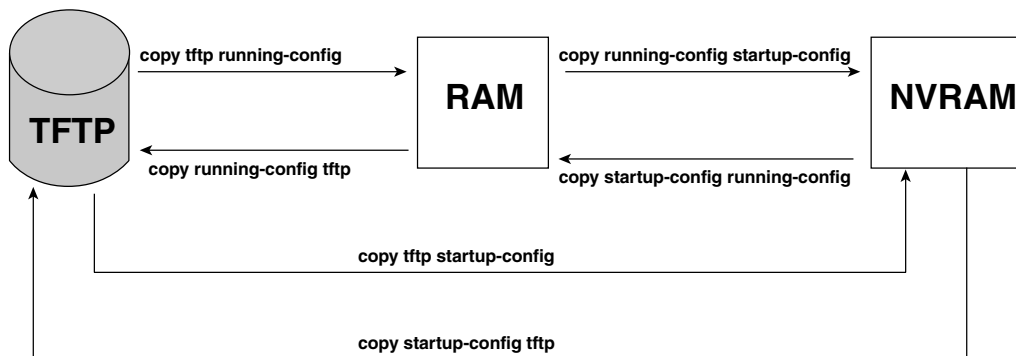 copy tftp running-config
copy running-config startup-config
TFTP
RAM
NVRAM
copy running-config tftp
copy startup-config running-config
copy tftp startup-config
copy startup-config tftp